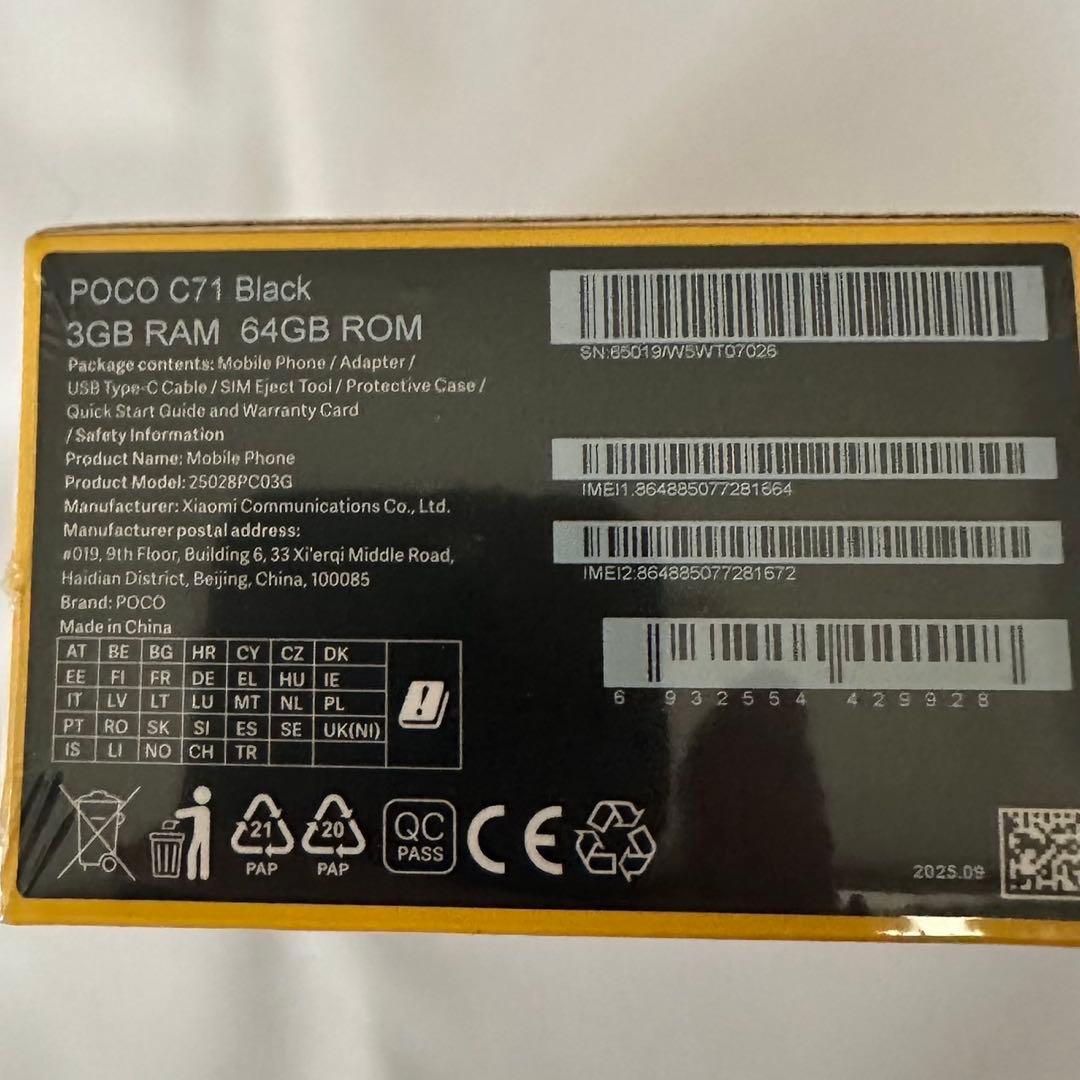 POCO C71 Black
3GB RAM 64GB ROM
Package contents: Mobile Phone / Adapter /
USB Type-C Cable / SIM Eject Tool / Protective Case /
Quick Start Guide and Warranty Card
/ Safety Information
Product Name: Mobile Phone
Product Model: 25028PC03G
Manufacturer: Xiaomi Communications Co., Ltd.
Manufacturer postal address:
#019, 9th Floor, Building 6, 33 Xi'erqi Middle Road,
Haidian District, Beijing, China, 100085
Brand: POCO
Made in China
AT BE BG HR CY CZ DK
EE FI FR DE EL HU IE
IT LV LT LU MT NL PL
PT RO SK SI ES SE UK(NI)
IS LI NO CH TR
21
PAP
20
PAP
QC
PASS
CE
SN:65019/W5WT07026
IMEI1:864885077281664
IMEI2:864885077281672
6 932554 429928
2025.09